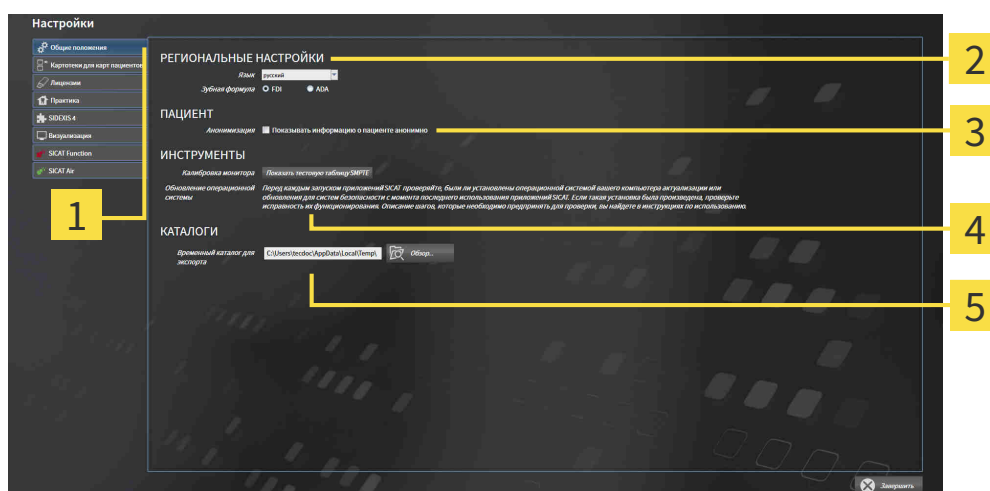 Настройки
Общие положения
Картотеки для карт пациентов
Лицензии
Практика
SIDEXIS 4
Визуализация
SICAT Function
SICAT Air
1
РЕГИОНАЛЬНЫЕ НАСТРОЙКИ
Язык русский
Зубная формула FDI ADA
ПАЦИЕНТ
Анонимизация Показывать информацию о пациенте анонимно
ИНСТРУМЕНТЫ
Калибровка монитора Показать тестовую таблицу SMPTE
Обновление операционной системы
Перед каждым запуском приложений SICAT проверяйте, были ли установлены операционной системой вашего компьютера актуализации или
обновления для систем безопасности с момента последнего использования приложений SICAT. Если такая установка была произведена, проверьте
исправность их функционирования. Описание шагов, которые необходимо предпринять для проверки, вы найдете в инструкциях по использованию.
КАТАЛОГИ
Временный каталог для экспорта
C:\Users\tecdoc\AppData\Local\Temp\ Обзор...
2
3
4
5
Завершить